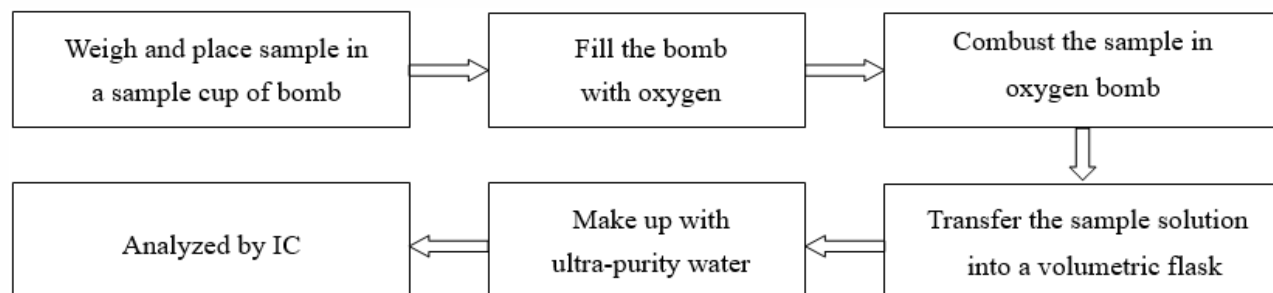 Weigh and place sample in
a sample cup of bomb
Fill the bomb
with oxygen
Combust the sample in
oxygen bomb
Transfer the sample solution
into a volumetric flask
Make up with
ultra-purity water
Analyzed by IC